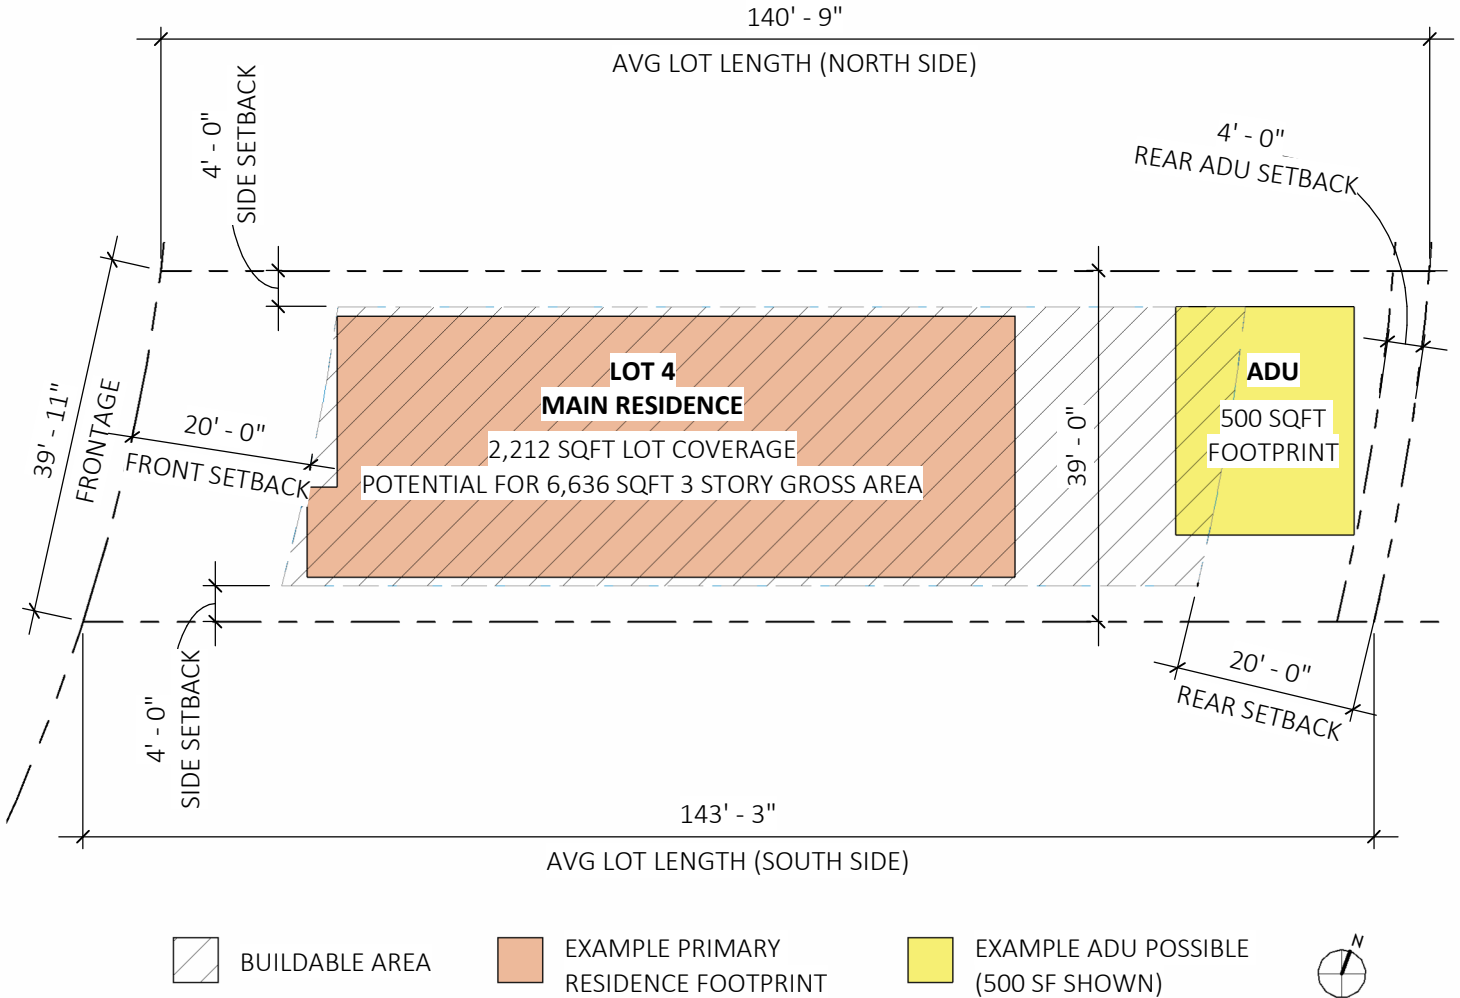 140' - 9"
AVG LOT LENGTH (NORTH SIDE)
4' - 0"
SIDE SETBACK
4' - 0"
REAR ADU SETBACK
39' - 11"
FRONTAGE
20' - 0"
FRONT SETBACK
LOT 4
MAIN RESIDENCE
2,212 SQFT LOT COVERAGE
POTENTIAL FOR 6,636 SQFT 3 STORY GROSS AREA
39' - 0"
ADU
500 SQFT
FOOTPRINT
4' - 0"
SIDE SETBACK
20' - 0"
REAR SETBACK
143' - 3"
AVG LOT LENGTH (SOUTH SIDE)
BUILDABLE AREA
EXAMPLE PRIMARY
RESIDENCE FOOTPRINT
EXAMPLE ADU POSSIBLE
(500 SF SHOWN)
N